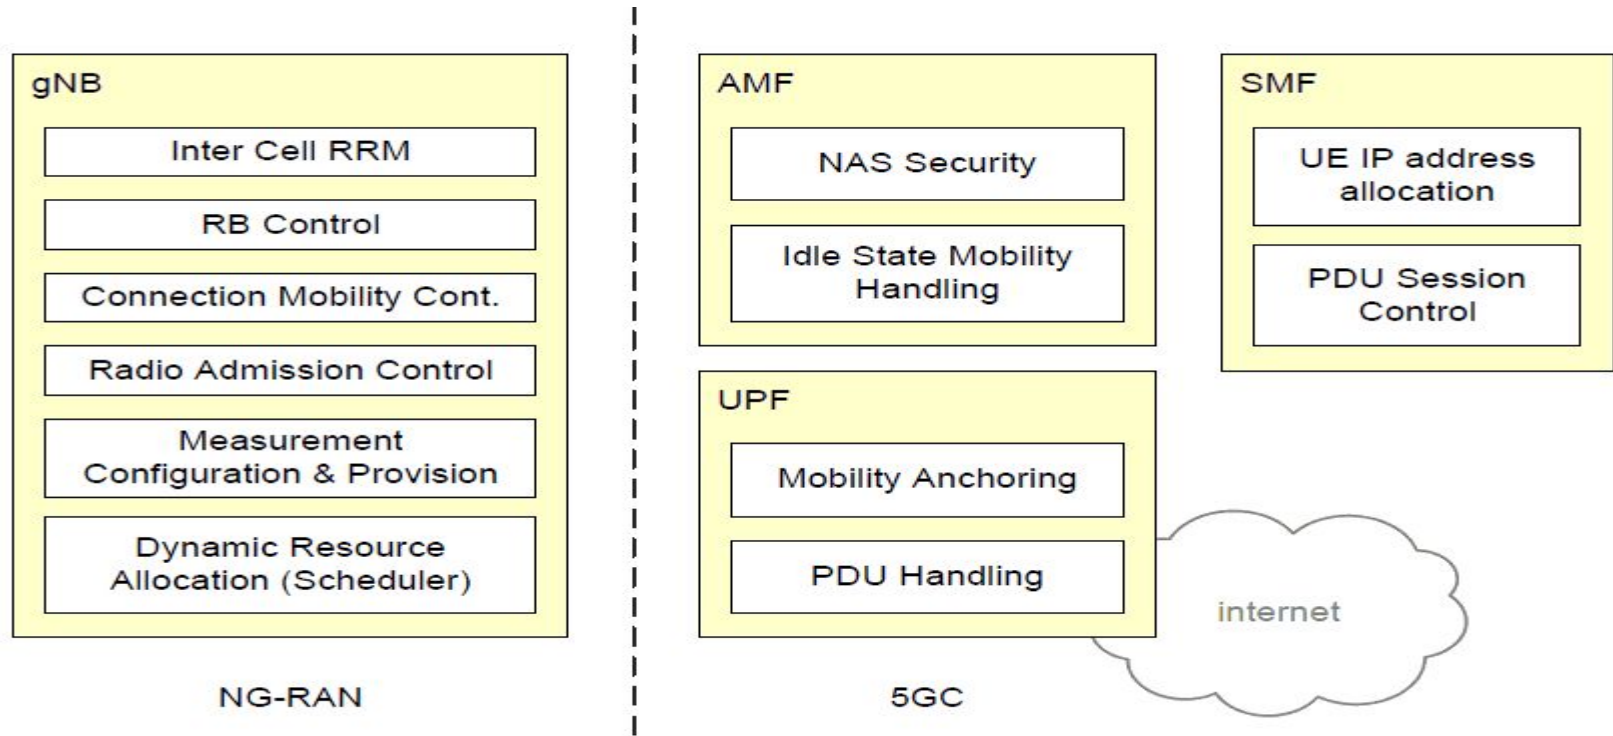 gNB
Inter Cell RRM
RB Control
Connection Mobility Cont.
Radio Admission Control
Measurement
Configuration & Provision
Dynamic Resource
Allocation (Scheduler)
NG-RAN
AMF
NAS Security
Idle State Mobility
Handling
SMF
UE IP address
allocation
PDU Session
Control
UPF
Mobility Anchoring
PDU Handling
internet
5GC